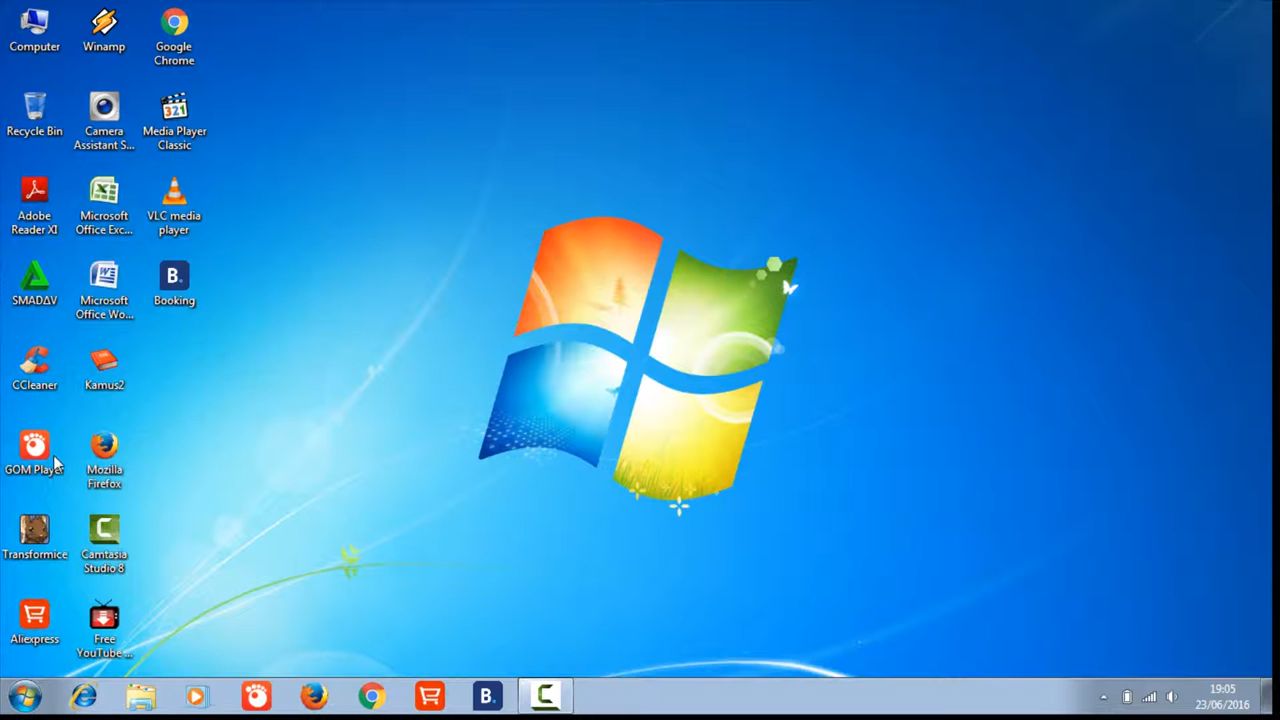 Computer
Winamp
Google
Chrome
Recycle Bin
Camera
Assistant S...
321
Media Player
Classic
Adobe
Reader XI
Microsoft
Office Exc...
VLC media
player
SMADΔV
Microsoft
Office Wo...
B.
Booking
CCleaner
Kamus2
GOM Player
Mozilla
Firefox
Transformice
Camtasia
Studio 8
Aliexpress
Free
YouTube ...
B.
19:05
23/06/2016